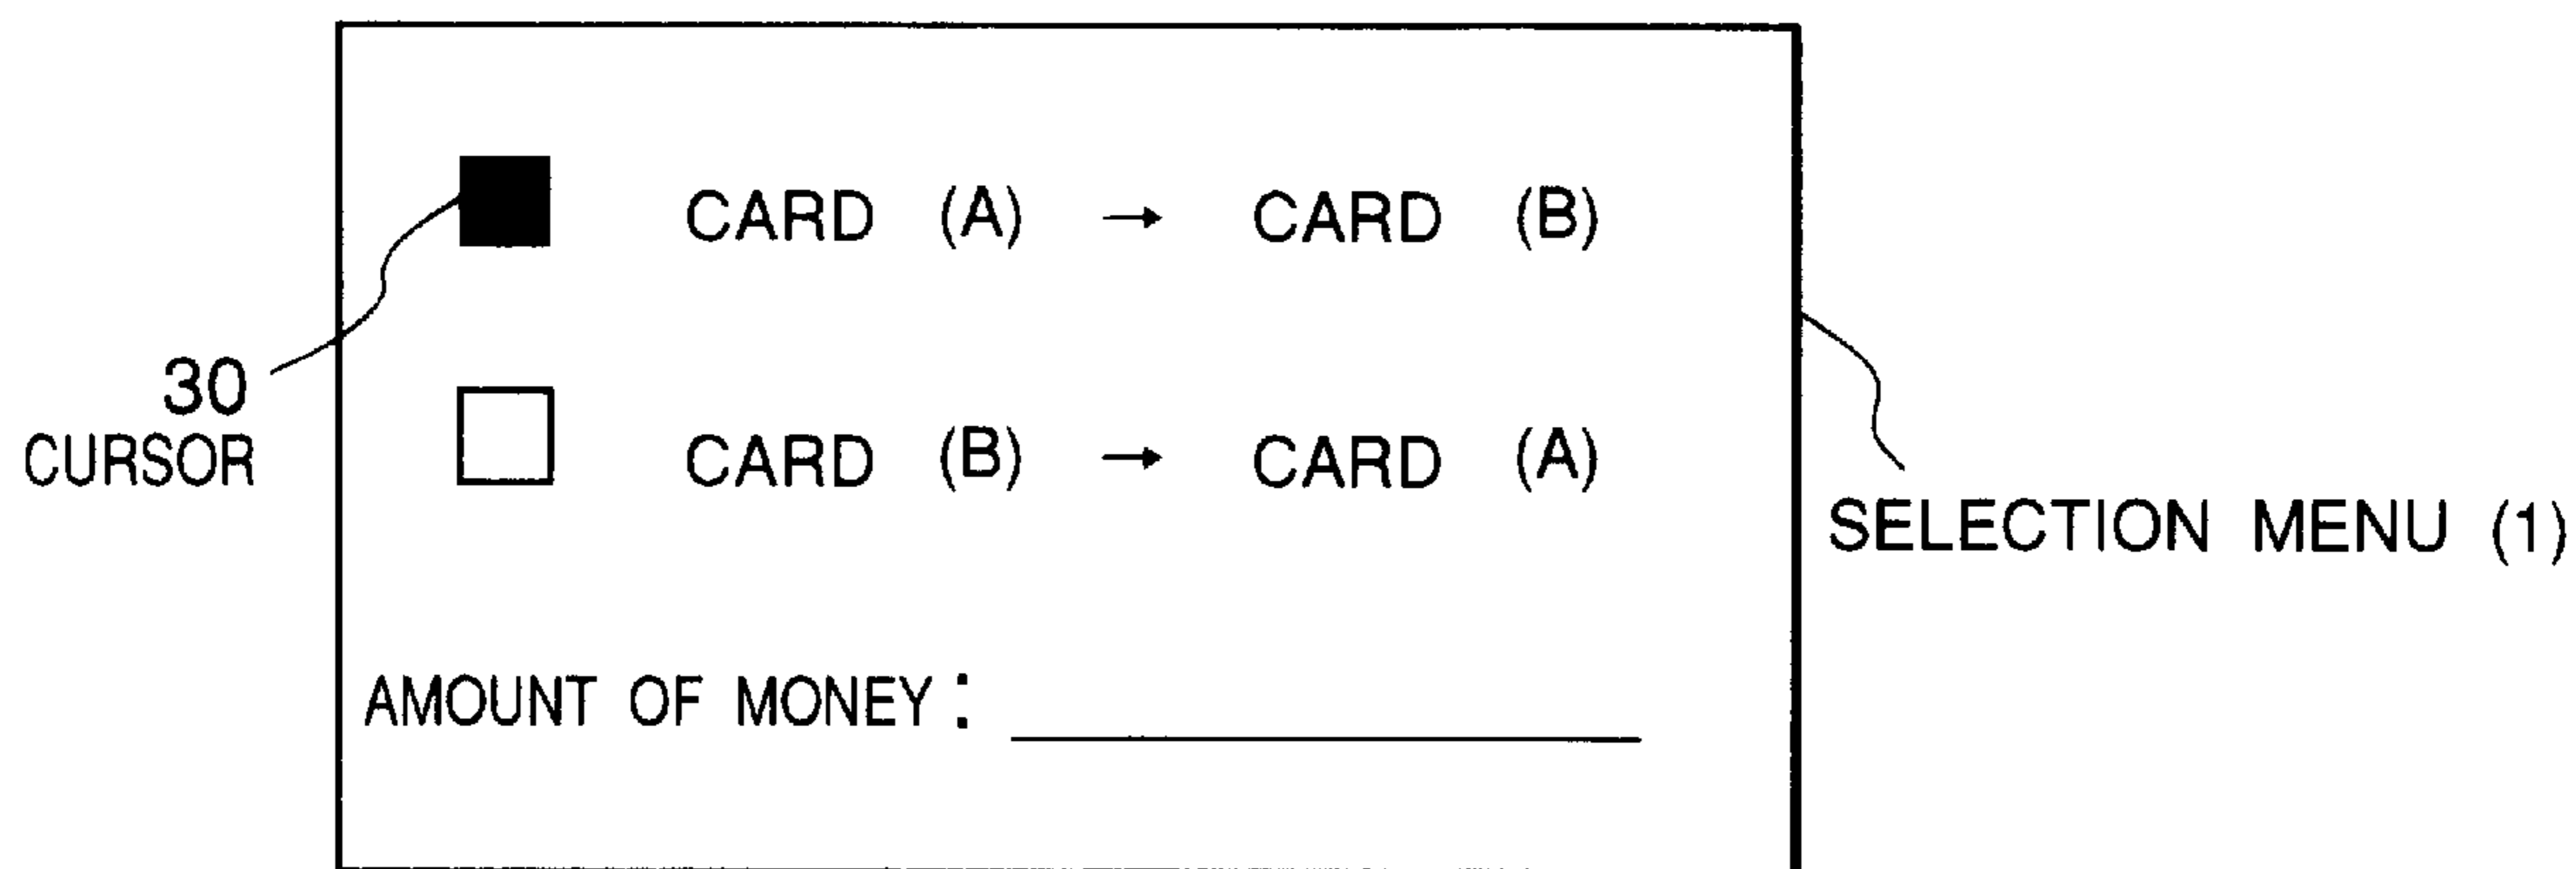 CARD (A) → CARD (B)
30
CURSOR
CARD (B) → CARD (A)
SELECTION MENU (1)
AMOUNT OF MONEY: